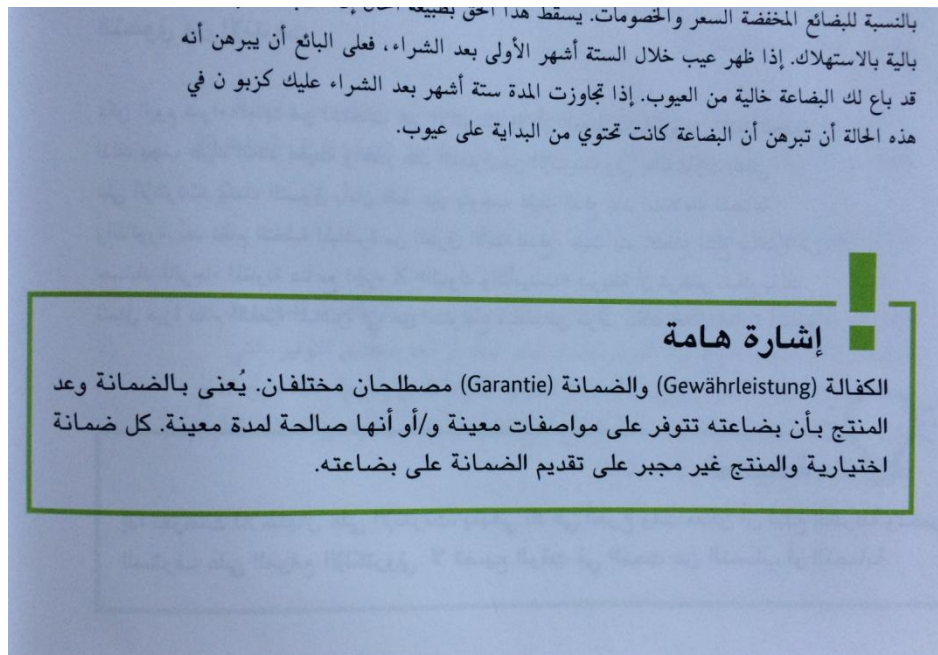 بالنسبة للبضائع المخفضة السعر والخصومات. يسقط هذا الحق بطبيعة الحال
بالية بالاستهلاك. إذا ظهر عيب خلال الستة أشهر الأولى بعد الشراء، فعلى البائع أن يبرهن أنه
قد باع لك البضاعة خالية من العيوب. إذا تجاوزت المدة ستة أشهر بعد الشراء عليك كزبو ن في
هذه الحالة أن تبرهن أن البضاعة كانت تحتوي من البداية على عيوب.
إشارة هامة
الكفالة (Gewährleistung) والضمانة (Garantie) مصطلحان مختلفان. يُعنى بالضمانة وعد
المنتج بأن بضاعته تتوفر على مواصفات معينة و/أو أنها صالحة لمدة معينة. كل ضمانة
اختيارية والمنتج غير مجبر على تقديم الضمانة على بضاعته.